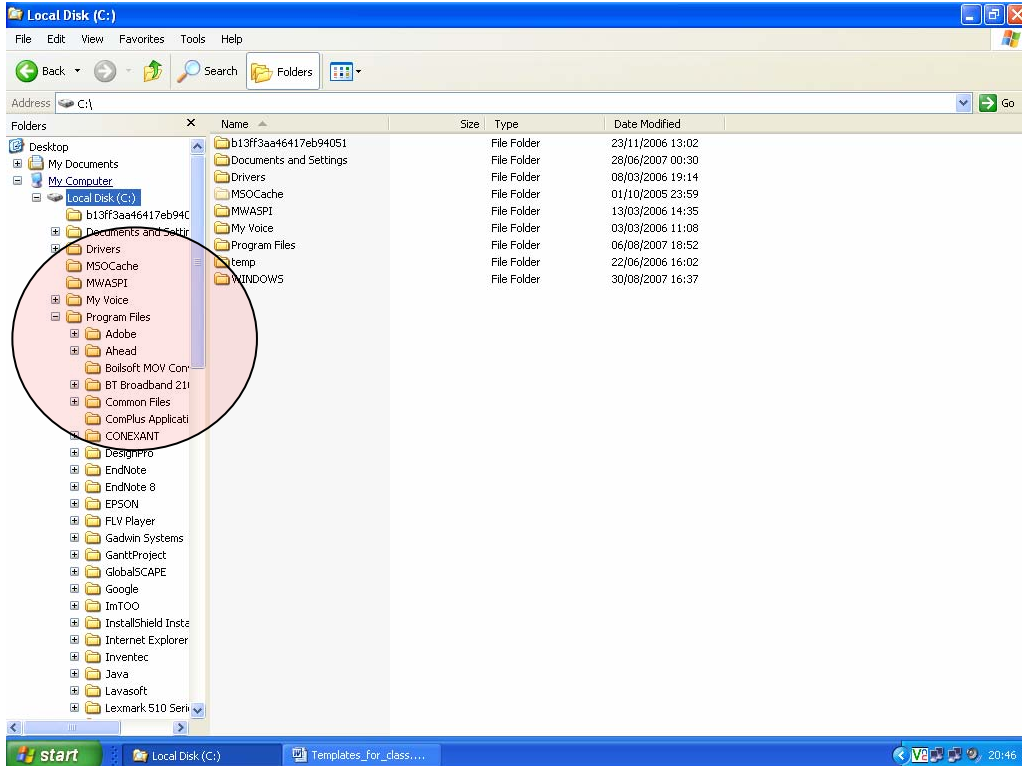 Local Disk (C:)
File Edit View Favorites Tools Help
Back Search Folders
Address C:\ Go
Folders
Name Size Type Date Modified
Desktop
My Documents
My Computer
Local Disk (C:)
b13ff3aa46417eb940
Documents and Settir
Drivers
MSOCache
MWASPI
My Voice
Program Files
Adobe
Ahead
Boilsoft MOV Con
BT Broadband 210
Common Files
ComPlus Applicati
CONEXANT
DesignPro
EndNote
EndNote 8
EPSON
FLV Player
Gadwin Systems
GanttProject
GlobalSCAPE
Google
ImTOO
InstallShield Insta
Internet Explorer
Inventec
Java
Lavasoft
Lexmark 510 Seri
b13ff3aa46417eb94051 File Folder 23/11/2006 13:02
Documents and Settings File Folder 28/06/2007 00:30
Drivers File Folder 08/03/2006 19:14
MSOCache File Folder 01/10/2005 23:59
MWASPI File Folder 13/03/2006 14:35
My Voice File Folder 03/03/2006 11:08
Program Files File Folder 06/08/2007 18:52
temp File Folder 22/06/2006 16:02
WINDOWS File Folder 30/08/2007 16:37
start Local Disk (C:) Templates_for_class.... V2 20:46